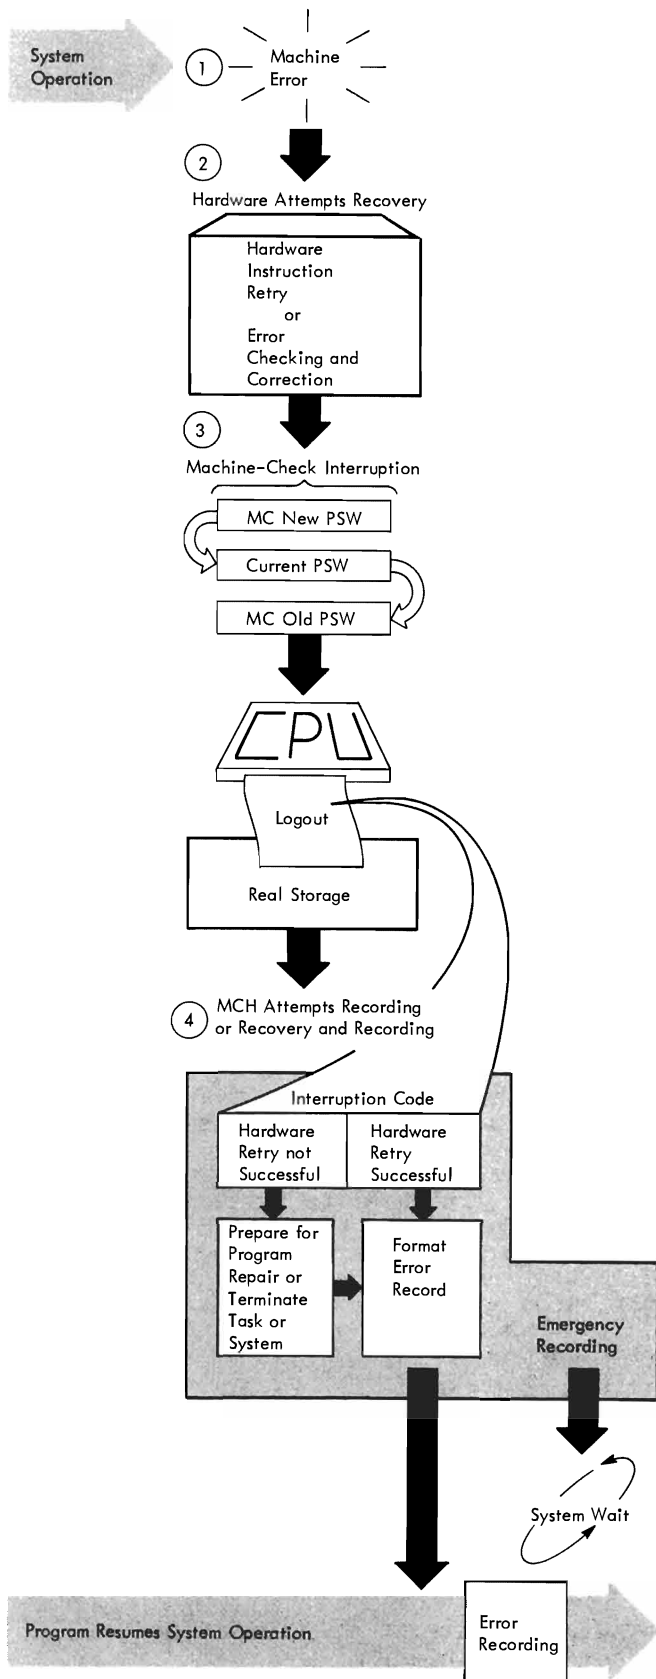 System
Operation
1
Machine
Error
2
Hardware Attempts Recovery
Hardware
Instruction
Retry
or
Error
Checking and
Correction
3
Machine-Check Interruption
MC New PSW
Current PSW
MC Old PSW
CPU
Logout
Real Storage
4
MCH Attempts Recording
or Recovery and Recording
Interruption Code
Hardware
Retry not
Successful
Hardware
Retry
Successful
Prepare for
Program
Repair or
Terminate
Task or
System
Format
Error
Record
Emergency
Recording
System Wait
Program Resumes System Operation
Error
Recording